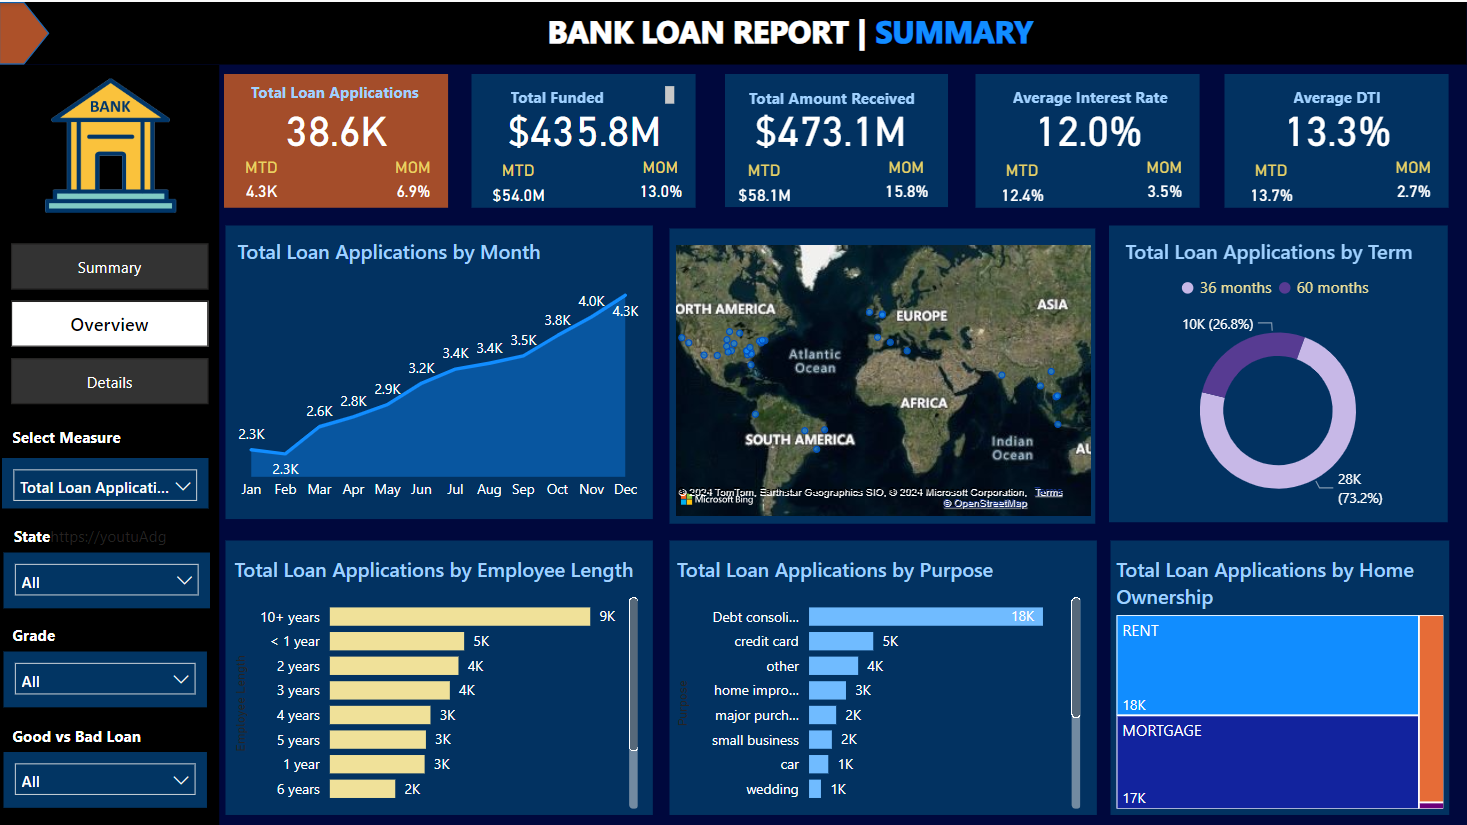 BANK LOAN REPORT | SUMMARY
BANK
Total Loan Applications
38.6K
MTD
MOM
4.3K
6.9%
Total Funded
$435.8M
MTD
MOM
$54.0M
13.0%
Total Amount Received
$473.1M
MTD
MOM
$58.1M
15.8%
Average Interest Rate
12.0%
MTD
MOM
12.4%
3.5%
Average DTI
13.3%
MTD
MOM
13.7%
2.7%
Summary
Overview
Details
Select Measure
Total Loan Applicati...
State
https://youtuAdg
All
Grade
All
Good vs Bad Loan
All
Total Loan Applications by Month
2.3K
2.3K
2.6K
2.8K
2.9K
3.2K
3.4K
3.4K
3.5K
3.8K
4.0K
4.3K
Jan Feb Mar Apr May Jun Jul Aug Sep Oct Nov Dec
ORTH AMERICA
EUROPE
ASIA
Atlantic
Ocean
AFRICA
SOUTH AMERICA
Indian
Ocean
AU
© 2024 TomTom, Earthstar Geographics SIO, © 2024 Microsoft Corporation, Terms
Microsoft Bing
© OpenStreetMap
Total Loan Applications by Term
36 months
60 months
10K (26.8%)
28K
(73.2%)
Total Loan Applications by Employee Length
10+ years 9K
< 1 year 5K
2 years 4K
3 years 4K
4 years 3K
5 years 3K
1 year 3K
6 years 2K
Total Loan Applications by Purpose
Debt consoli... 18K
credit card 5K
other 4K
home impro... 3K
major purch... 2K
small business 2K
car 1K
wedding 1K
Total Loan Applications by Home
Ownership
RENT
18K
MORTGAGE
17K